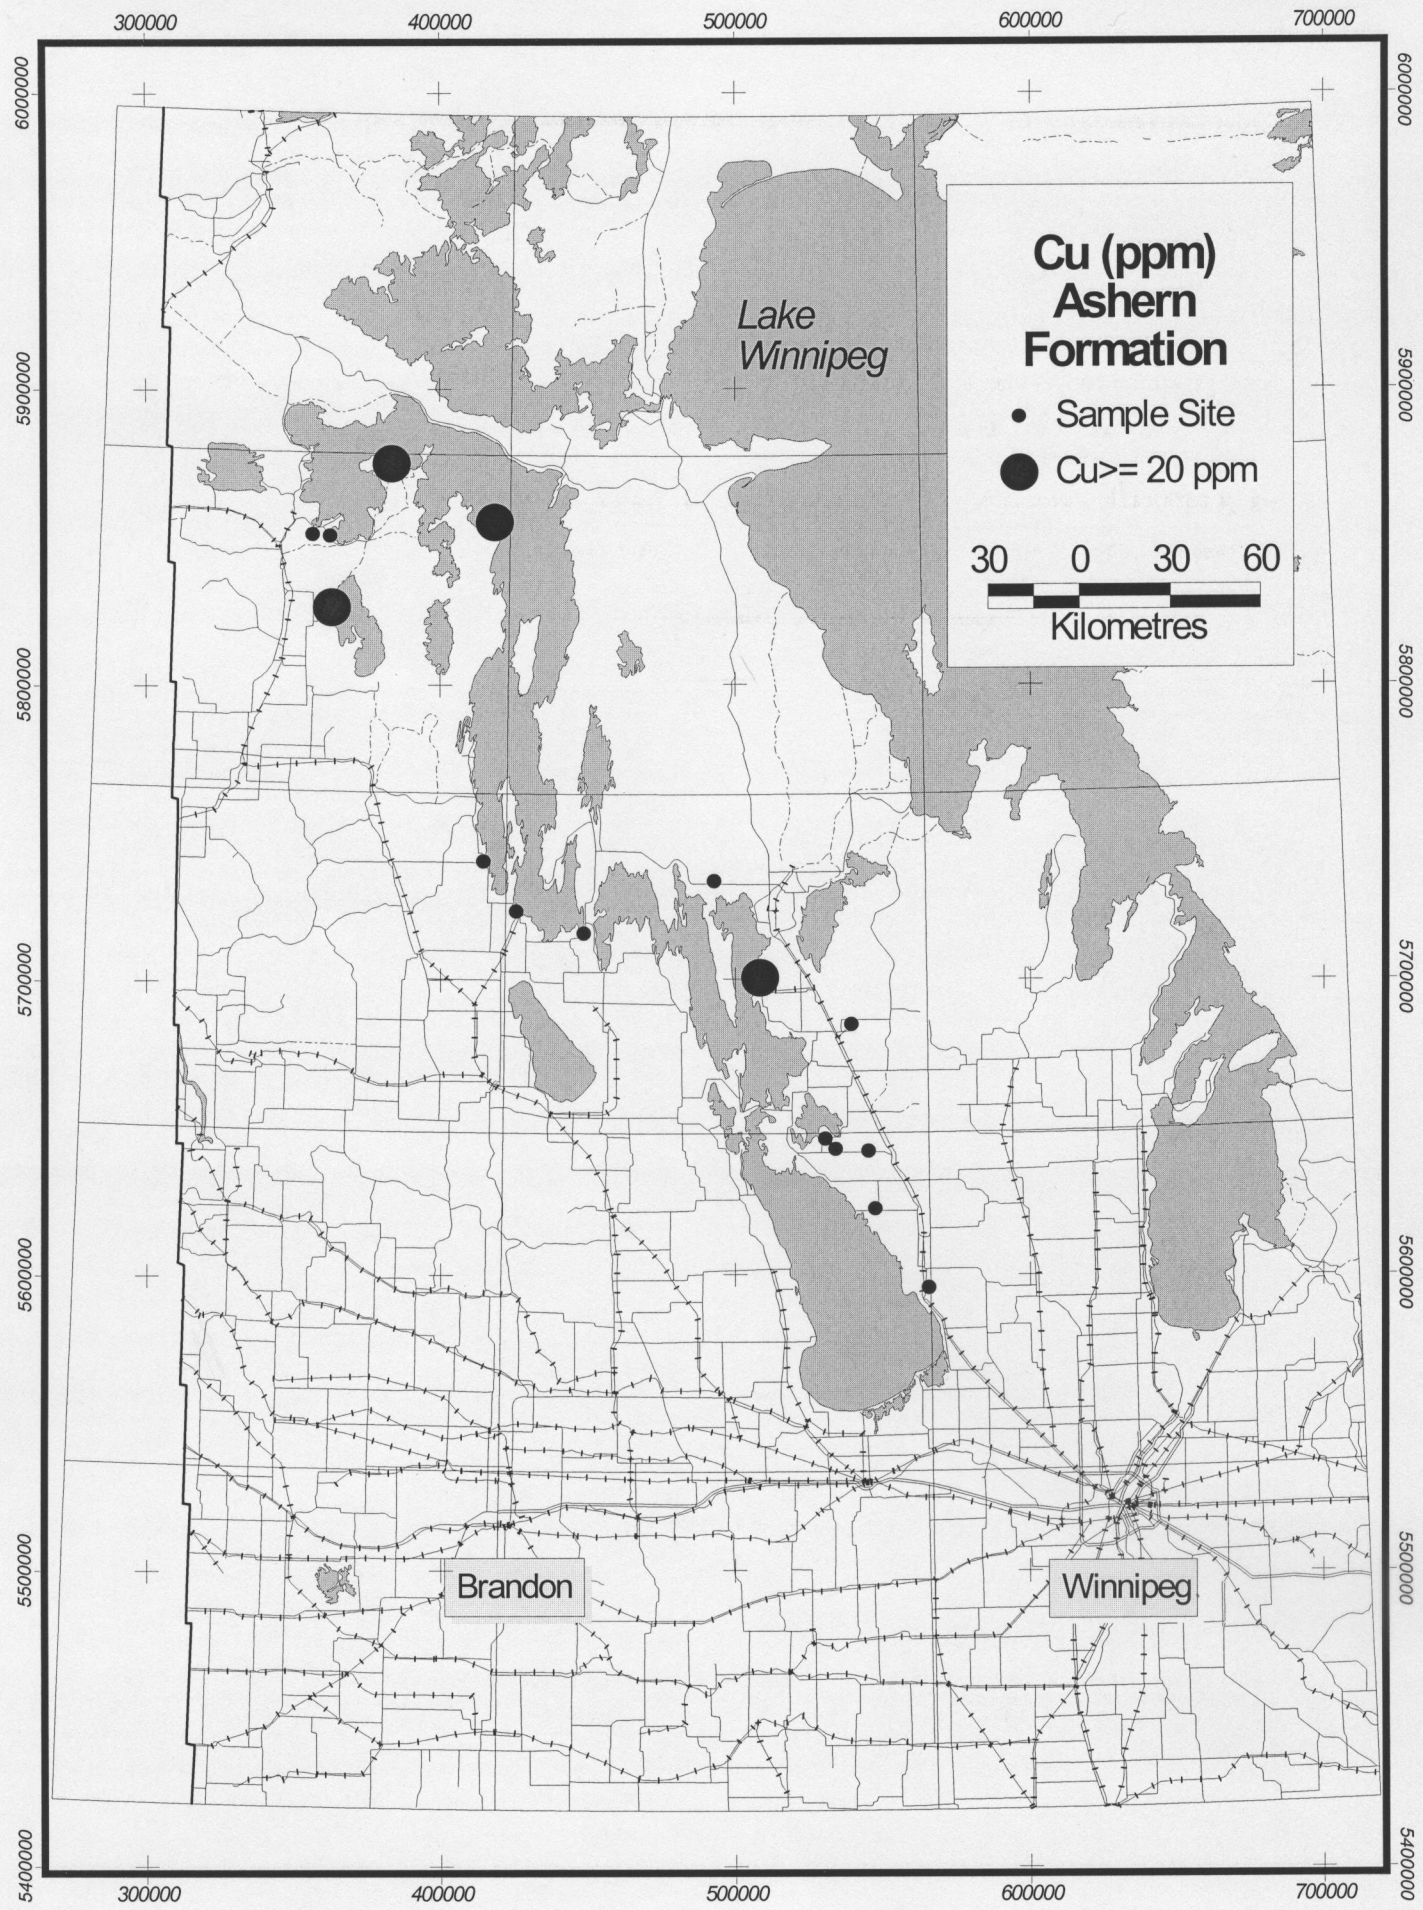 300000 400000 500000 600000 700000
6000000 6000000
Cu (ppm)
Ashern
Formation
Lake
Winnipeg
5900000 5900000
Sample Site
Cu>= 20 ppm
30 0 30 60
Kilometres
5800000 5800000
5700000 5700000
5600000 5600000
5500000 5500000
Brandon Winnipeg
5400000 5400000
300000 400000 500000 600000 700000